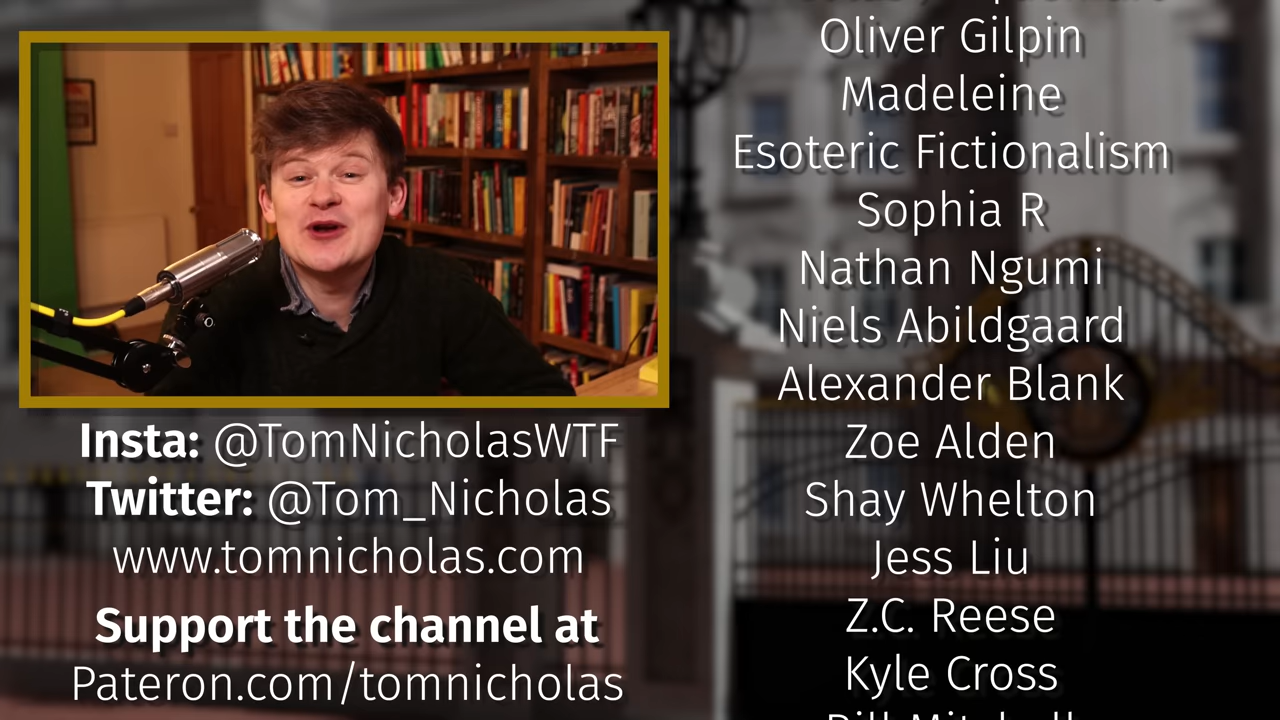 Insta: @TomNicholasWTF
Twitter: @Tom_Nicholas
www.tomnicholas.com
Support the channel at
Pateron.com/tomnicholas
Oliver Gilpin
Madeleine
Esoteric Fictionalism
Sophia R
Nathan Ngumi
Niels Abildgaard
Alexander Blank
Zoe Alden
Shay Whelton
Jess Liu
Z.C. Reese
Kyle Cross